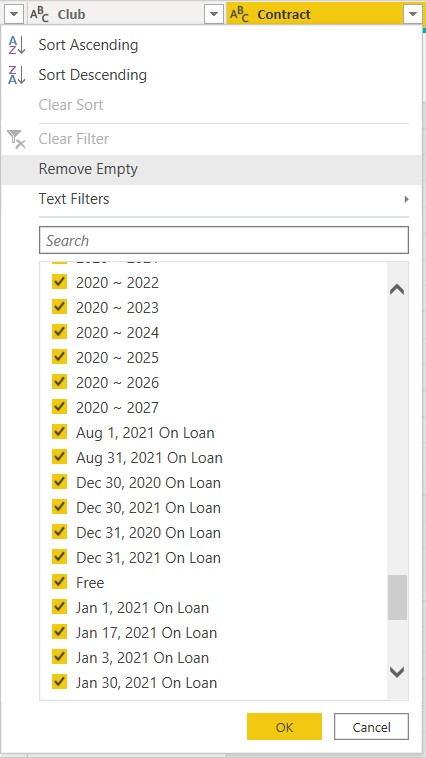 ABC Club ABC Contract
AZ Sort Ascending
ZA Sort Descending
Clear Sort
Clear Filter
Remove Empty
Text Filters
Search
2020 ~ 2022
2020 ~ 2023
2020 ~ 2024
2020 ~ 2025
2020 ~ 2026
2020 ~ 2027
Aug 1, 2021 On Loan
Aug 31, 2021 On Loan
Dec 30, 2020 On Loan
Dec 30, 2021 On Loan
Dec 31, 2020 On Loan
Dec 31, 2021 On Loan
Free
Jan 1, 2021 On Loan
Jan 17, 2021 On Loan
Jan 3, 2021 On Loan
Jan 30, 2021 On Loan
OK Cancel